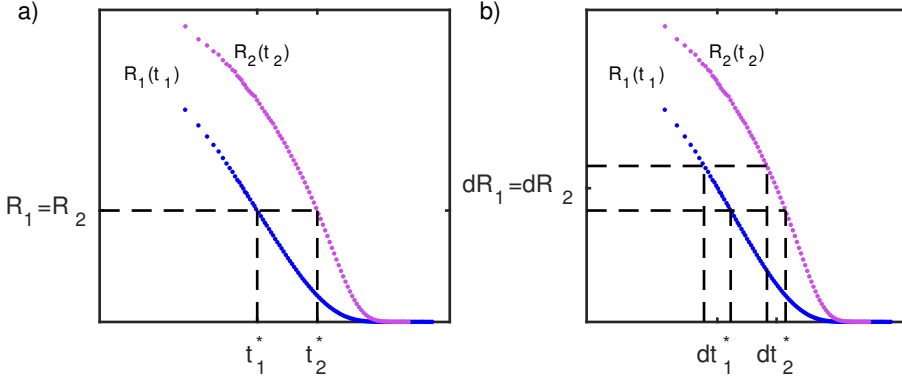 a)
R₂(t₂)
R₁(t₁)
R₁=R₂
t₁*
t₂*
b)
R₂(t₂)
R₁(t₁)
dR₁=dR₂
dt₁*
dt₂*